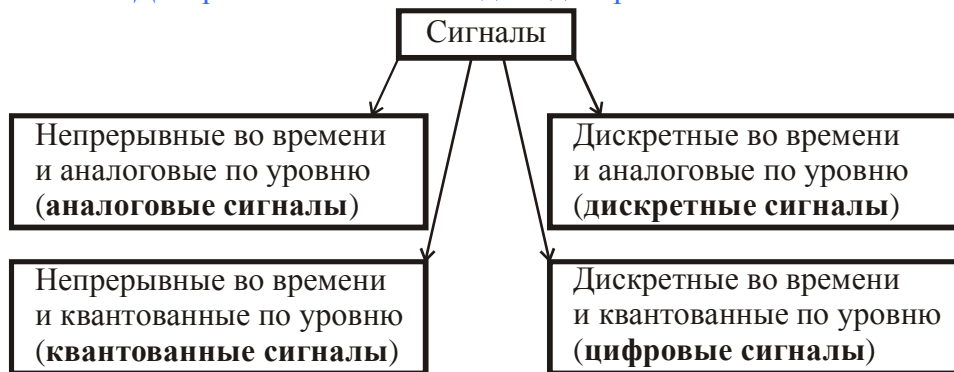 Сигналы
Непрерывные во времени
и аналоговые по уровню
(аналоговые сигналы)
Дискретные во времени
и аналоговые по уровню
(дискретные сигналы)
Непрерывные во времени
и квантованные по уровню
(квантованные сигналы)
Дискретные во времени
и квантованные по уровню
(цифровые сигналы)